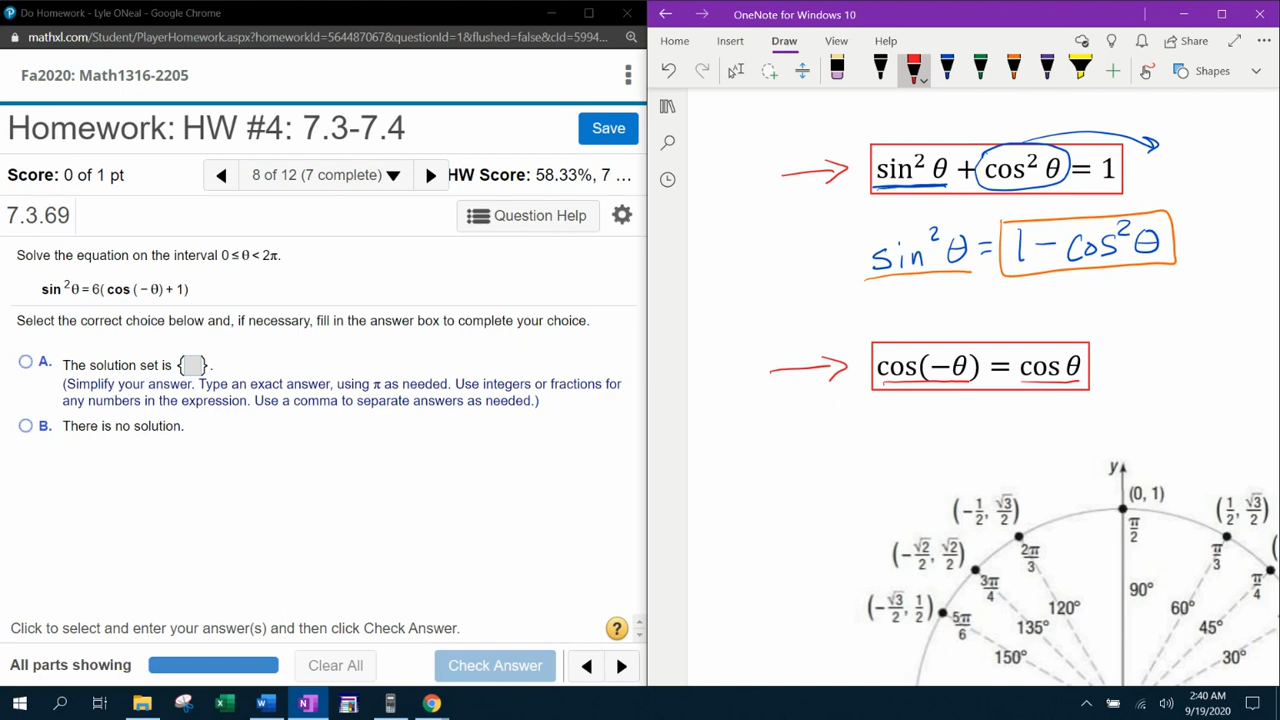 Do Homework - Lyle ONeal - Google Chrome
mathxl.com/Student/PlayerHomework.aspx?homeworkId=564487067&questionId=1&flushed=false&cId=5994...
Fa2020: Math1316-2205
Homework: HW #4: 7.3-7.4
Save
Score: 0 of 1 pt
8 of 12 (7 complete)
HW Score: 58.33%, 7 ...
7.3.69
Question Help
Solve the equation on the interval 0 ≤ θ < 2π.
sin ²θ = 6( cos ( − θ) + 1)
Select the correct choice below and, if necessary, fill in the answer box to complete your choice.
A. The solution set is { }.
(Simplify your answer. Type an exact answer, using π as needed. Use integers or fractions for
any numbers in the expression. Use a comma to separate answers as needed.)
B. There is no solution.
Click to select and enter your answer(s) and then click Check Answer.
?
All parts showing
Clear All
Check Answer
OneNote for Windows 10
Home Insert Draw View Help
Share
Shapes
sin² θ + cos² θ = 1
sin² θ = 1 − cos² θ
cos(−θ) = cos θ
y
(0, 1)
(−1/2, √3/2)
(1/2, √3/2)
π/2
2π/3
π/3
(−√2/2, √2/2)
3π/4
π/4
(−√3/2, 1/2)
5π/6
90°
120°
60°
135°
45°
150°
30°
2:40 AM
9/19/2020